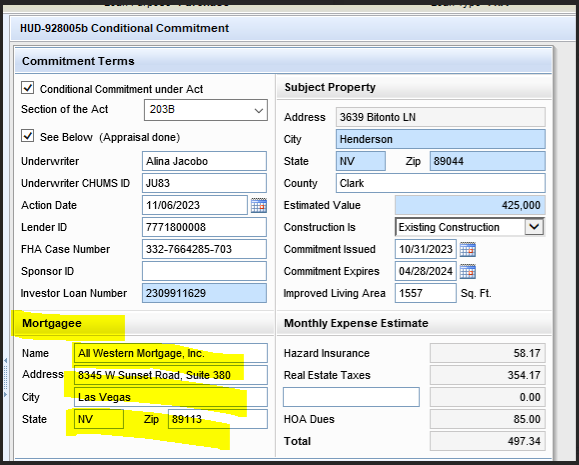 HUD-928005b Conditional Commitment
Commitment Terms
Conditional Commitment under Act
Section of the Act 203B
See Below (Appraisal done)
Underwriter Alina Jacobo
Underwriter CHUMS ID JU83
Action Date 11/06/2023
Lender ID 7771800008
FHA Case Number 332-7664285-703
Sponsor ID
Investor Loan Number 2309911629
Subject Property
Address 3639 Bitonto LN
City Henderson
State NV Zip 89044
County Clark
Estimated Value 425,000
Construction Is Existing Construction
Commitment Issued 10/31/2023
Commitment Expires 04/28/2024
Improved Living Area 1557 Sq. Ft.
Mortgagee
Name All Western Mortgage, Inc.
Address 8345 W Sunset Road, Suite 380
City Las Vegas
State NV Zip 89113
Monthly Expense Estimate
Hazard Insurance 58.17
Real Estate Taxes 354.17
0.00
HOA Dues 85.00
Total 497.34